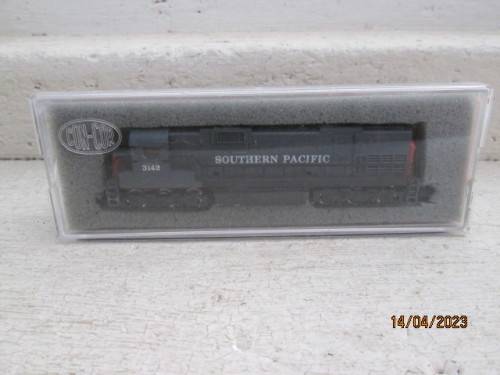 CON-COR
3142
SOUTHERN PACIFIC
14/04/2023